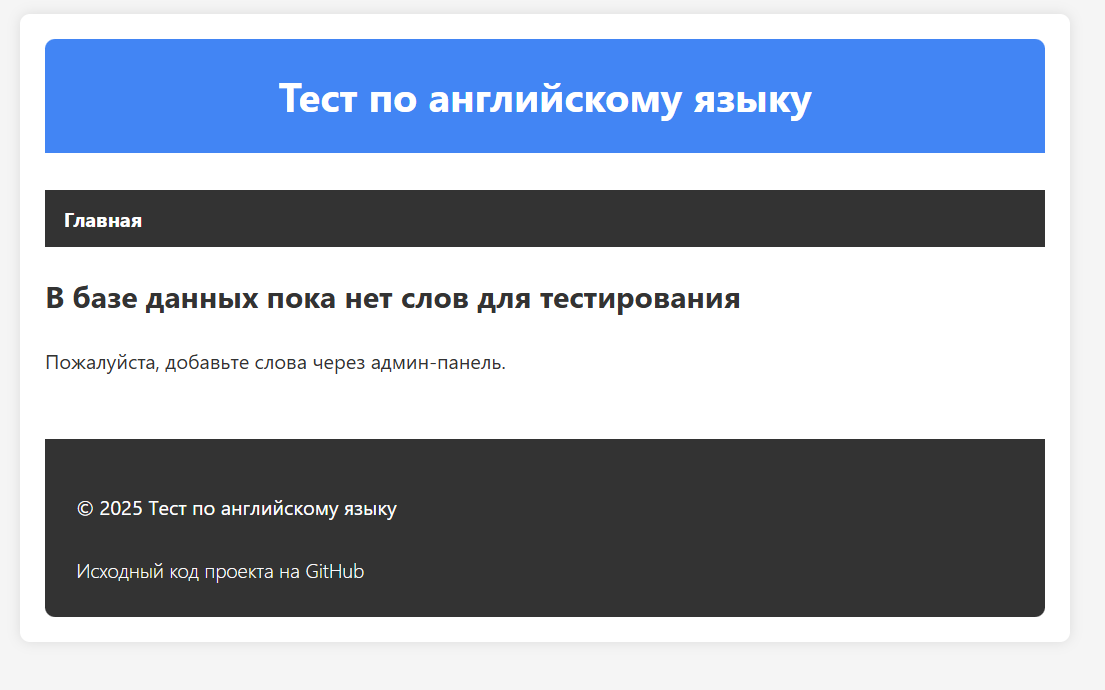 Тест по английскому языку
Главная
В базе данных пока нет слов для тестирования
Пожалуйста, добавьте слова через админ-панель.
© 2025 Тест по английскому языку
Исходный код проекта на GitHub